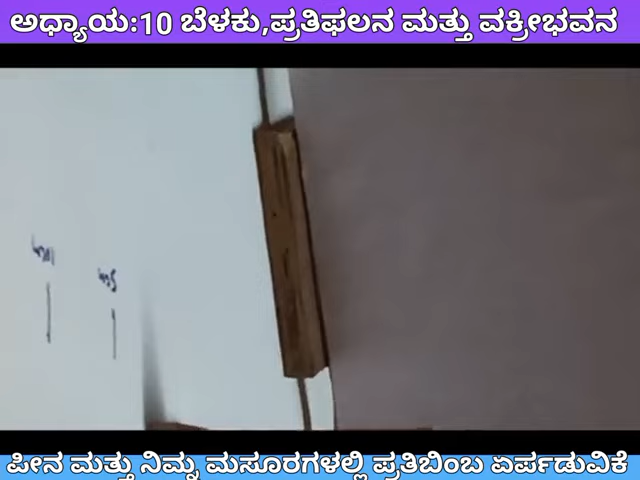 ಅಧ್ಯಾಯ:10 ಬೆಳಕು,ಪ್ರತಿಫಲನ ಮತ್ತು ವಕ್ರೀಭವನ
ಪೀನ ಮತ್ತು ನಿಮ್ನ ಮಸೂರಗಳಲ್ಲಿ ಪ್ರತಿಬಿಂಬ ಏರ್ಪಡುವಿಕೆ